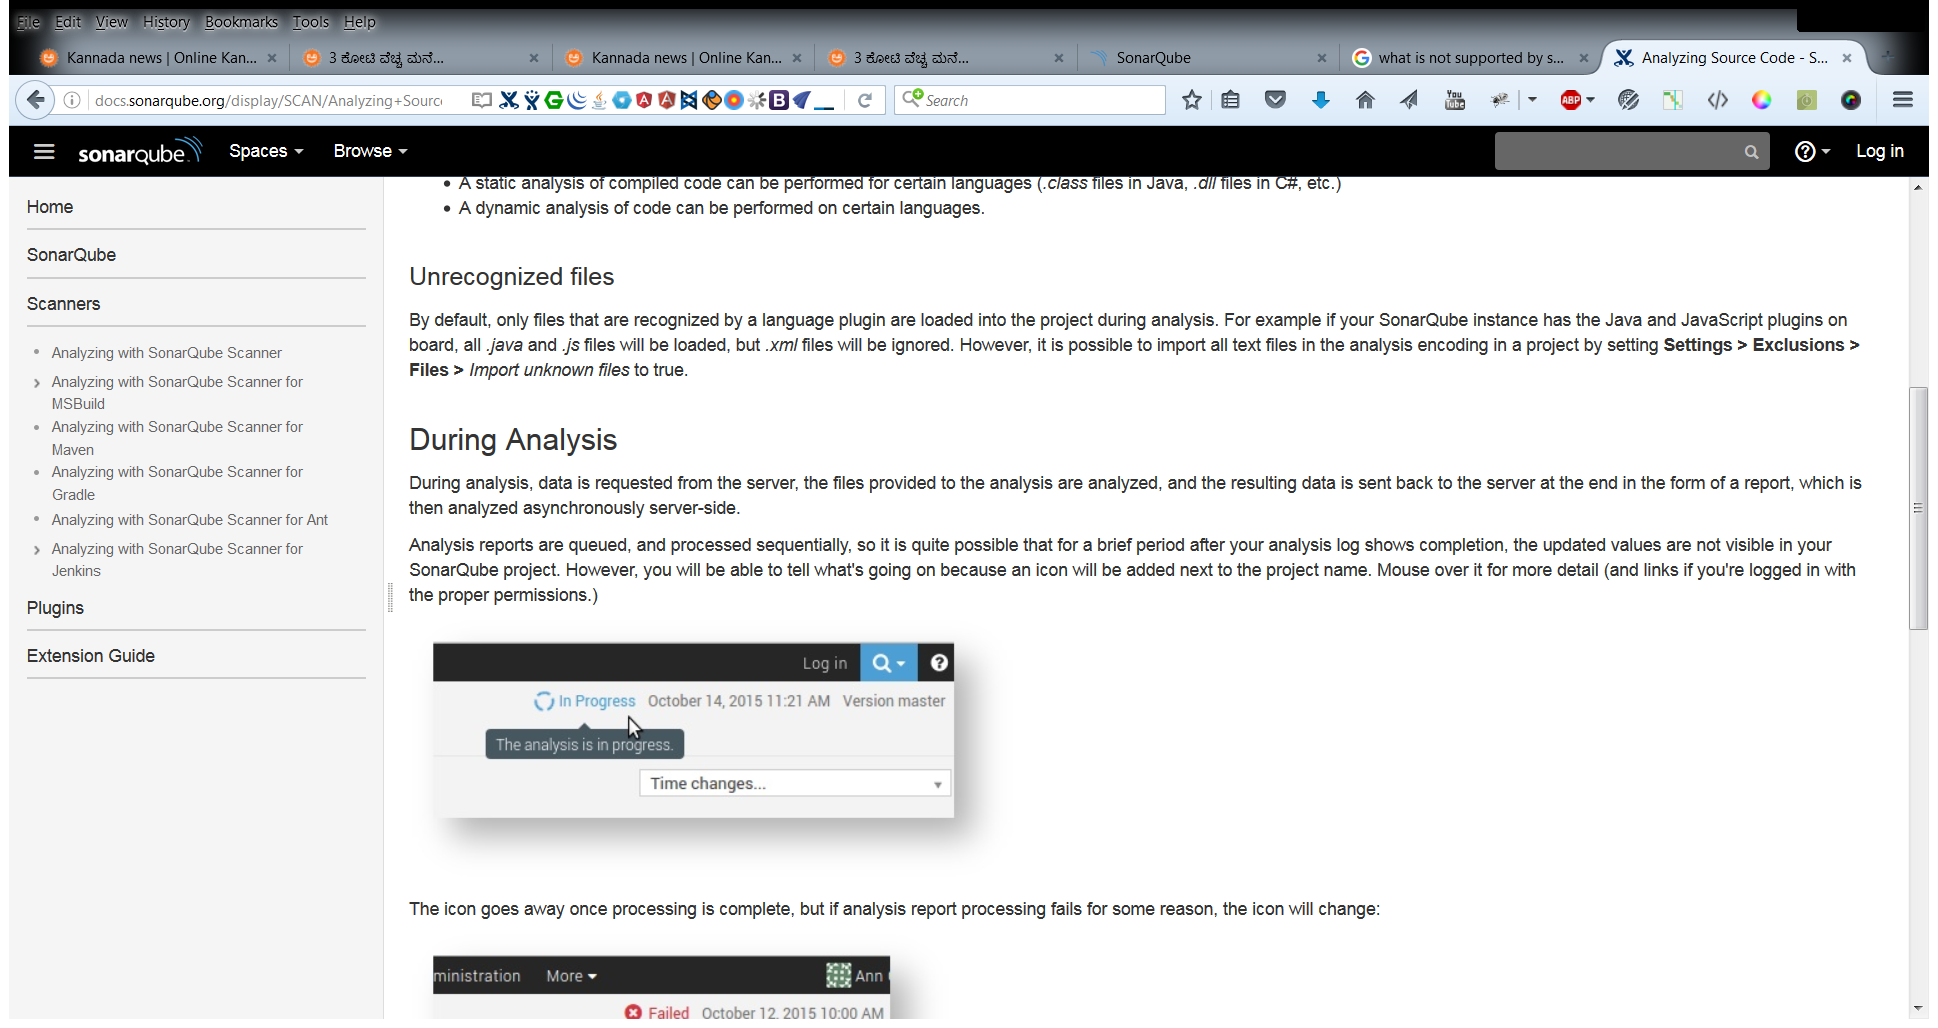 File Edit View History Bookmarks Tools Help
Kannada news | Online Kan... 3 ಕೋಟಿ ವೆಚ್ಚ ಮನೆ... Kannada news | Online Kan... 3 ಕೋಟಿ ವೆಚ್ಚ ಮನೆ... SonarQube what is not supported by s... Analyzing Source Code - S...
docs.sonarqube.org/display/SCAN/Analyzing+Sourc Search You Tube ABP
sonarqube Spaces Browse Log in
Home
SonarQube
Scanners
Analyzing with SonarQube Scanner
Analyzing with SonarQube Scanner for
MSBuild
Analyzing with SonarQube Scanner for
Maven
Analyzing with SonarQube Scanner for
Gradle
Analyzing with SonarQube Scanner for Ant
Analyzing with SonarQube Scanner for
Jenkins
Plugins
Extension Guide
• A static analysis of compiled code can be performed for certain languages (.class files in Java, .dll files in C#, etc.)
• A dynamic analysis of code can be performed on certain languages.
Unrecognized files
By default, only files that are recognized by a language plugin are loaded into the project during analysis. For example if your SonarQube instance has the Java and JavaScript plugins on
board, all .java and .js files will be loaded, but .xml files will be ignored. However, it is possible to import all text files in the analysis encoding in a project by setting Settings > Exclusions >
Files > Import unknown files to true.
During Analysis
During analysis, data is requested from the server, the files provided to the analysis are analyzed, and the resulting data is sent back to the server at the end in the form of a report, which is
then analyzed asynchronously server-side.
Analysis reports are queued, and processed sequentially, so it is quite possible that for a brief period after your analysis log shows completion, the updated values are not visible in your
SonarQube project. However, you will be able to tell what's going on because an icon will be added next to the project name. Mouse over it for more detail (and links if you're logged in with
the proper permissions.)
Log in
In Progress October 14, 2015 11:21 AM Version master
The analysis is in progress.
Time changes...
The icon goes away once processing is complete, but if analysis report processing fails for some reason, the icon will change:
ministration More Ann
Failed October 12, 2015 10:00 AM